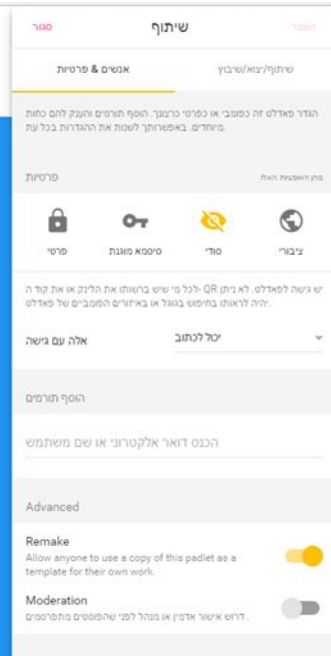 סגור
שיתוף
השמר
אנשים & פרטיות
שיתוף/יצוא/שיבוץ
הגדר פאדלט זה כפומבי או כפרטי כרצונך. הוסף תורמים והענק להם כחות
מיוחדים. באפשרותך לשנות את ההגדרות בכל עת.
פרטיות
מהן האופציות האלו
פרטי
סיסמא מוגנת
סודי
ציבורי
יש גישה לפאדלט. לא ניתן QR -לכל מי שיש ברשותו את הלינק או את קוד ה
יהיה לראותו בחיפוש בגוגל או באיזורים הפומביים של פאדלט.
אלה עם גישה
יכול לכתוב
הוסף תורמים
הכנס דואר אלקטרוני או שם משתמש
Advanced
Remake
Allow anyone to use a copy of this padlet as a
template for their own work.
Moderation
דרוש אישור אדמין או מנהל לפני שהפוסטים מתפרסמים .